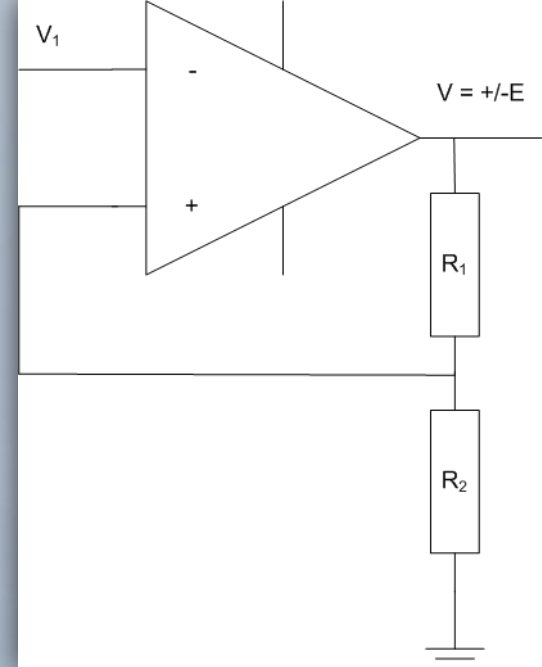 V₁
-
V = +/-E
+
R₁
R₂